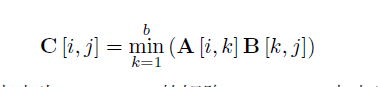 C [i, j] = min_{k=1}^{b} (A [i, k] B [k, j])